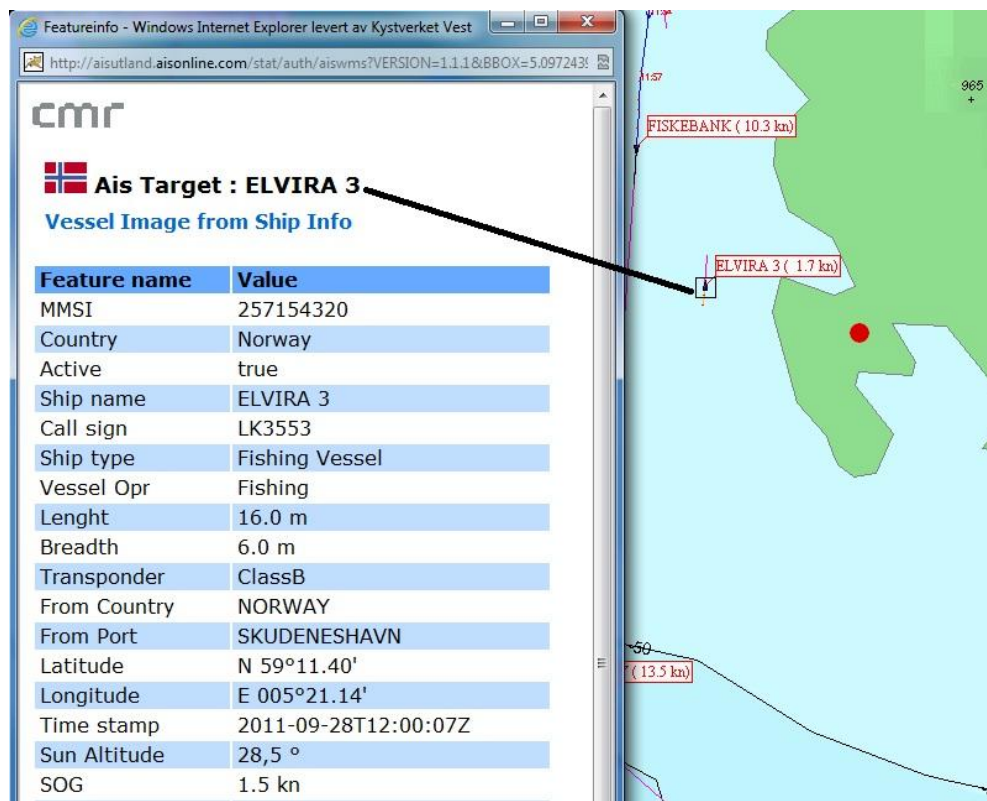 Featureinfo - Windows Internet Explorer levert av Kystverket Vest
http://aisutland.aisonline.com/stat/auth/aiswms?VERSION=1.1.1&BBOX=5.097243
cmr
Ais Target : ELVIRA 3
Vessel Image from Ship Info
Feature name Value
MMSI 257154320
Country Norway
Active true
Ship name ELVIRA 3
Call sign LK3553
Ship type Fishing Vessel
Vessel Opr Fishing
Lenght 16.0 m
Breadth 6.0 m
Transponder ClassB
From Country NORWAY
From Port SKUDENESHAVN
Latitude N 59°11.40'
Longitude E 005°21.14'
Time stamp 2011-09-28T12:00:07Z
Sun Altitude 28,5 °
SOG 1.5 kn
11:57
965
FISKEBANK ( 10.3 kn)
ELVIRA 3 ( 1.7 kn)
50
( 13.5 kn)